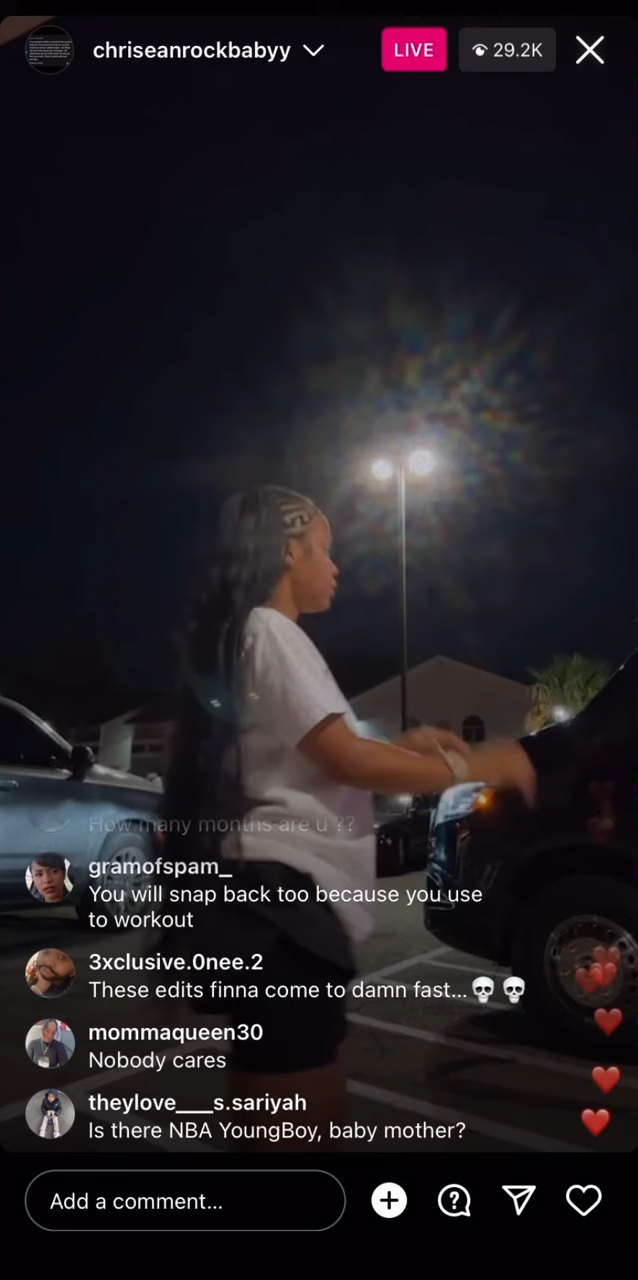 chriseanrockbabyy
LIVE
29.2K
How many months are u ??
gramofspam_
You will snap back too because you use
to workout
3xclusive.0nee.2
These edits finna come to damn fast...💀💀
mommaqueen30
Nobody cares
theylove___s.sariyah
Is there NBA YoungBoy, baby mother?
Add a comment...